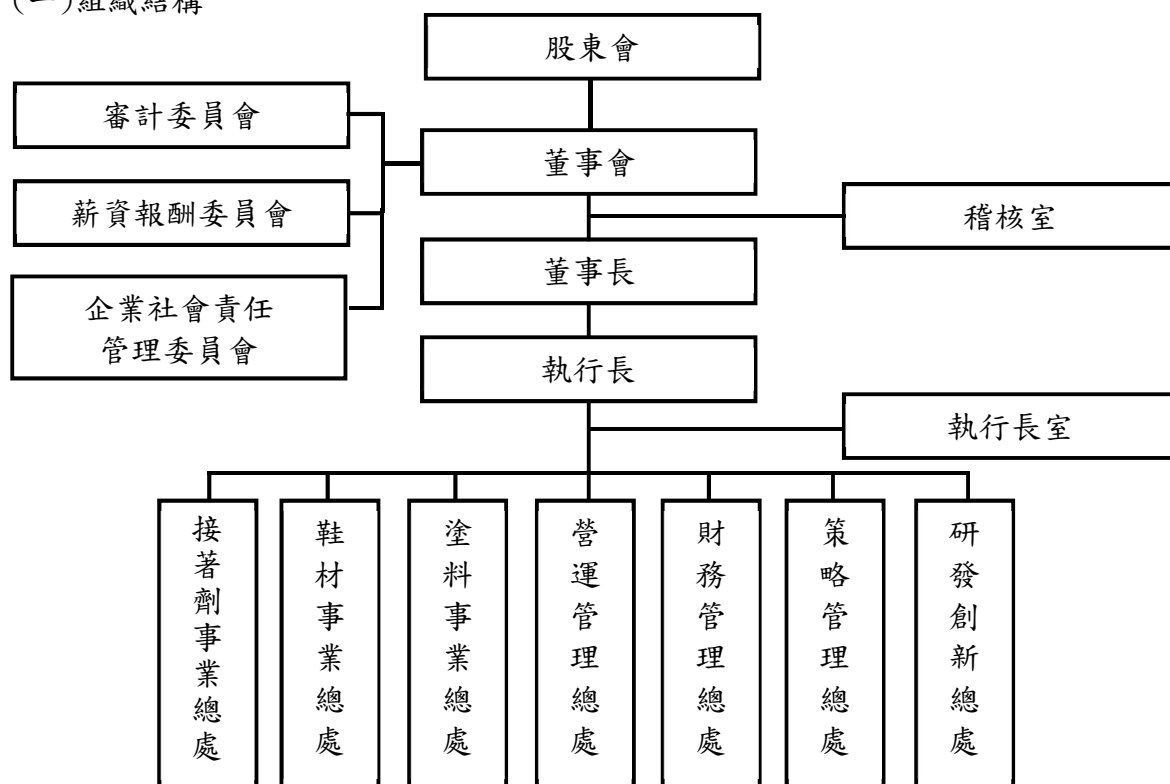 (一)組織結構
股東會
審計委員會
董事會
薪資報酬委員會
稽核室
董事長
企業社會責任
管理委員會
執行長
執行長室
接著劑事業總處
鞋材事業總處
塗料事業總處
營運管理總處
財務管理總處
策略管理總處
研發創新總處